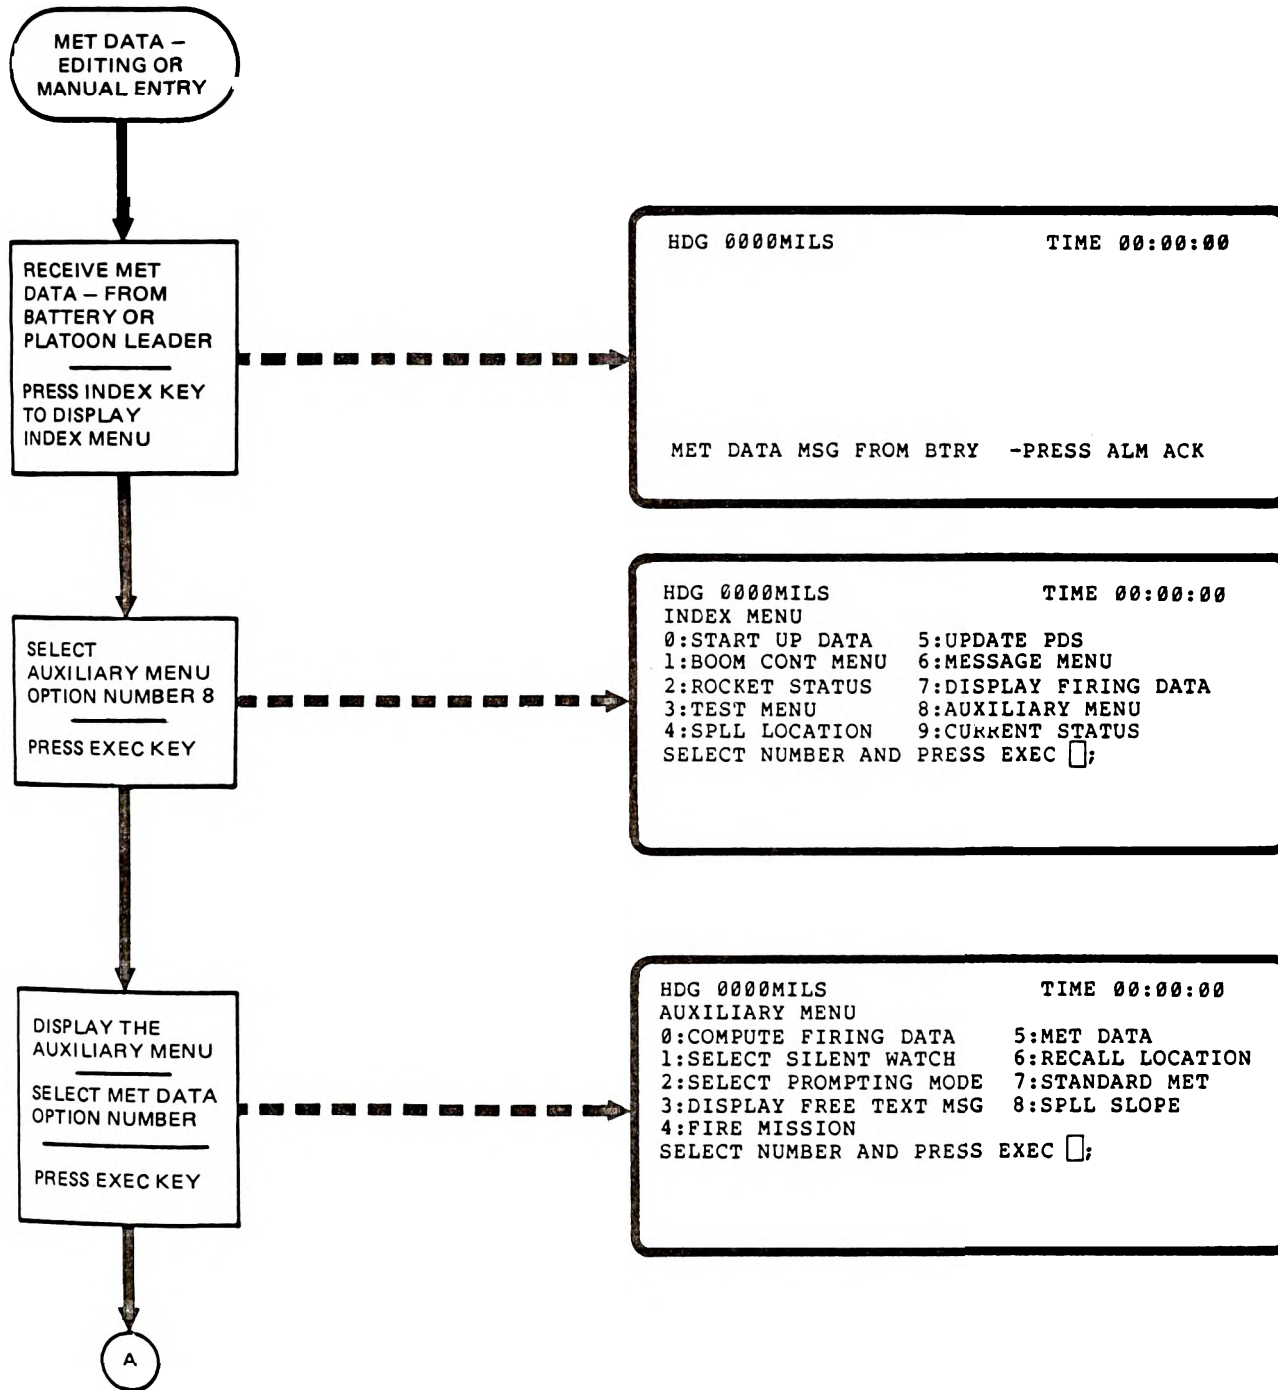 MET DATA –
EDITING OR
MANUAL ENTRY
RECEIVE MET
DATA – FROM
BATTERY OR
PLATOON LEADER
PRESS INDEX KEY
TO DISPLAY
INDEX MENU
HDG 0000MILS TIME 00:00:00
MET DATA MSG FROM BTRY -PRESS ALM ACK
SELECT
AUXILIARY MENU
OPTION NUMBER 8
PRESS EXEC KEY
HDG 0000MILS TIME 00:00:00
INDEX MENU
0:START UP DATA 5:UPDATE PDS
1:BOOM CONT MENU 6:MESSAGE MENU
2:ROCKET STATUS 7:DISPLAY FIRING DATA
3:TEST MENU 8:AUXILIARY MENU
4:SPLL LOCATION 9:CURRENT STATUS
SELECT NUMBER AND PRESS EXEC ;
DISPLAY THE
AUXILIARY MENU
SELECT MET DATA
OPTION NUMBER
PRESS EXEC KEY
HDG 0000MILS TIME 00:00:00
AUXILIARY MENU
0:COMPUTE FIRING DATA 5:MET DATA
1:SELECT SILENT WATCH 6:RECALL LOCATION
2:SELECT PROMPTING MODE 7:STANDARD MET
3:DISPLAY FREE TEXT MSG 8:SPLL SLOPE
4:FIRE MISSION
SELECT NUMBER AND PRESS EXEC ;
A